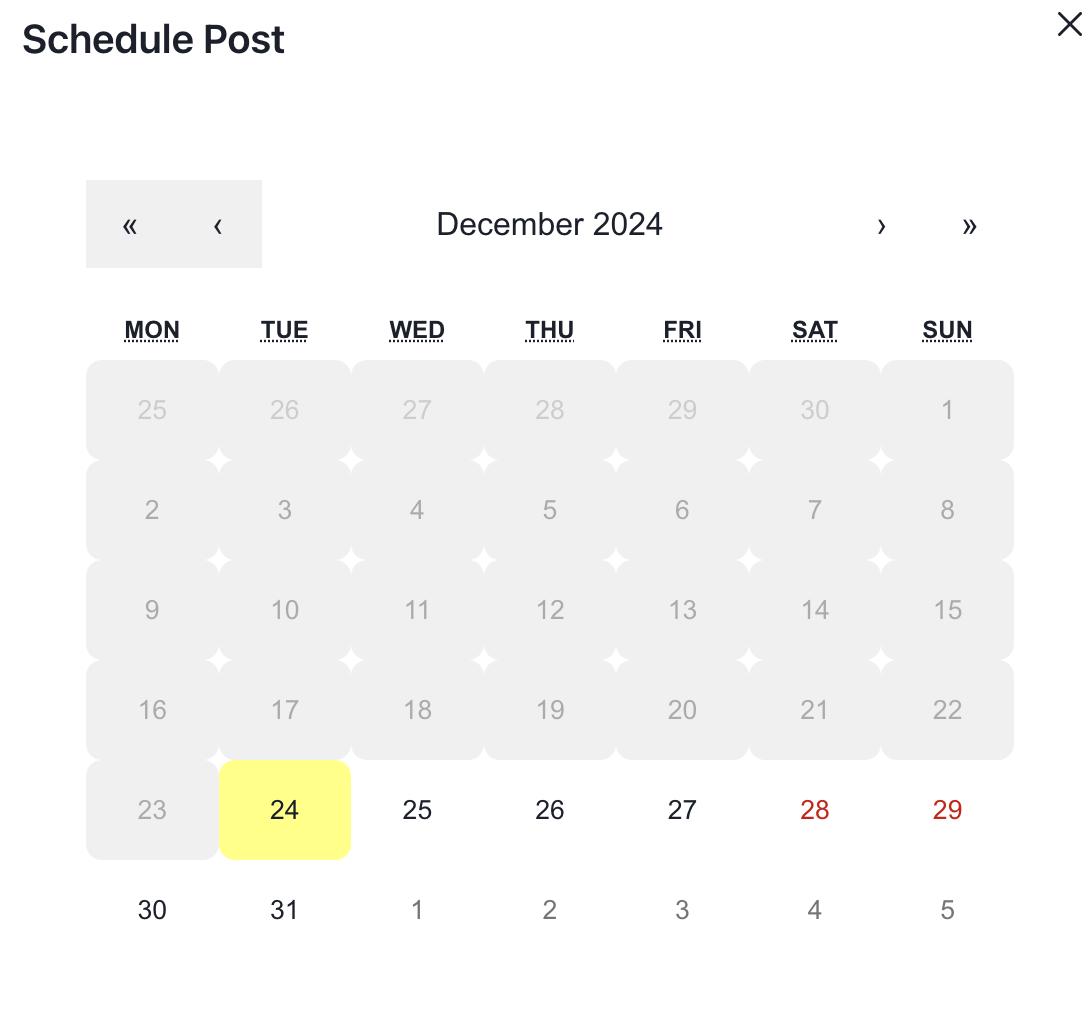 Schedule Post
« ‹ December 2024 › »
MON TUE WED THU FRI SAT SUN
25 26 27 28 29 30 1
2 3 4 5 6 7 8
9 10 11 12 13 14 15
16 17 18 19 20 21 22
23 24 25 26 27 28 29
30 31 1 2 3 4 5